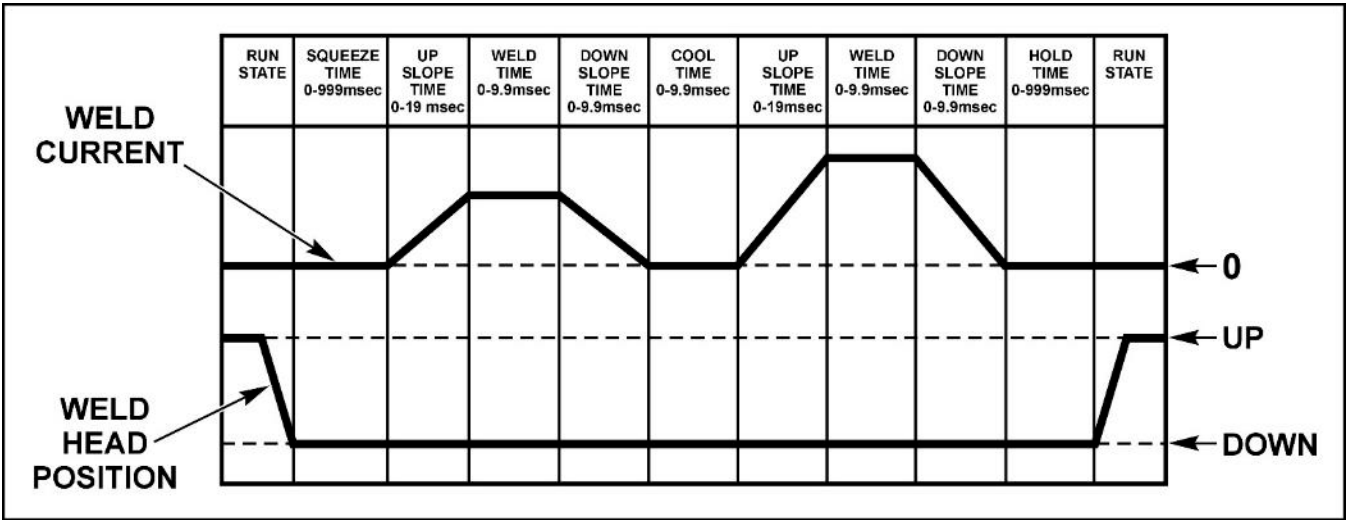 RUN
STATE
SQUEEZE
TIME
0-999msec
UP
SLOPE
TIME
0-19 msec
WELD
TIME
0-9.9msec
DOWN
SLOPE
TIME
0-9.9msec
COOL
TIME
0-9.9msec
UP
SLOPE
TIME
0-19msec
WELD
TIME
0-9.9msec
DOWN
SLOPE
TIME
0-9.9msec
HOLD
TIME
0-999msec
RUN
STATE
WELD
CURRENT
0
UP
WELD
HEAD
POSITION
DOWN